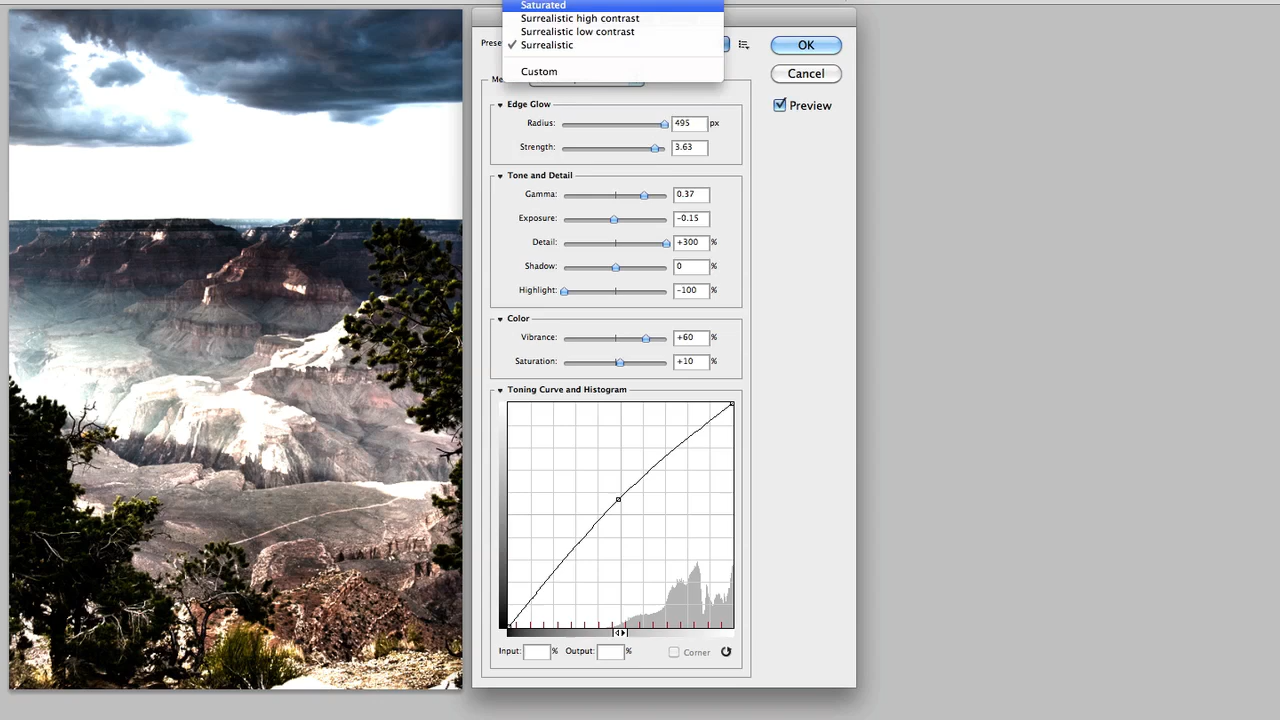 Saturated
Surrealistic high contrast
Surrealistic low contrast
✓ Surrealistic
Custom
Prese
OK
Cancel
Preview
Me
Edge Glow
Radius: 495 px
Strength: 3.63
Tone and Detail
Gamma: 0.37
Exposure: -0.15
Detail: +300 %
Shadow: 0 %
Highlight: -100 %
Color
Vibrance: +60 %
Saturation: +10 %
Toning Curve and Histogram
Input: % Output: % Corner